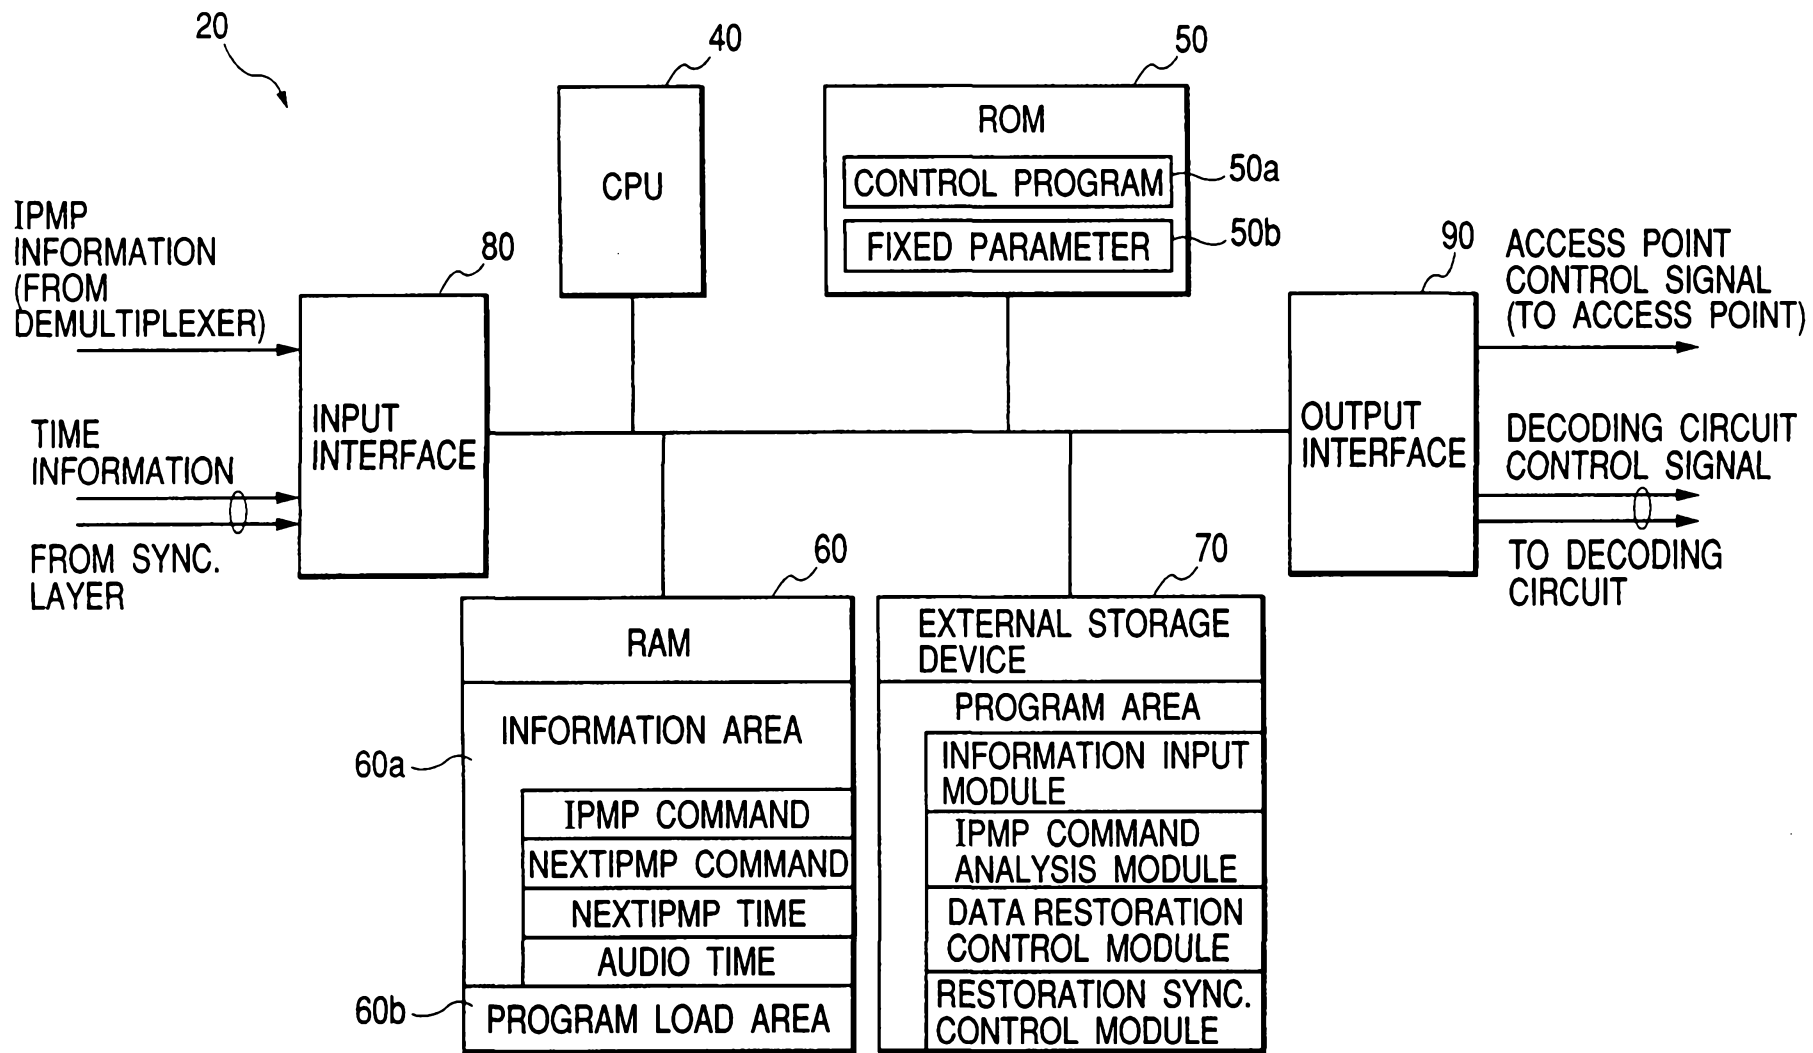 20
40
50
ROM
CPU
CONTROL PROGRAM
50a
FIXED PARAMETER
50b
IPMP
INFORMATION
(FROM
DEMULTIPLEXER)
80
90
ACCESS POINT
CONTROL SIGNAL
(TO ACCESS POINT)
INPUT
INTERFACE
OUTPUT
INTERFACE
TIME
INFORMATION
DECODING CIRCUIT
CONTROL SIGNAL
FROM SYNC.
LAYER
TO DECODING
CIRCUIT
60
RAM
INFORMATION AREA
60a
IPMP COMMAND
NEXTIPMP COMMAND
NEXTIPMP TIME
AUDIO TIME
60b
PROGRAM LOAD AREA
70
EXTERNAL STORAGE
DEVICE
PROGRAM AREA
INFORMATION INPUT
MODULE
IPMP COMMAND
ANALYSIS MODULE
DATA RESTORATION
CONTROL MODULE
RESTORATION SYNC.
CONTROL MODULE